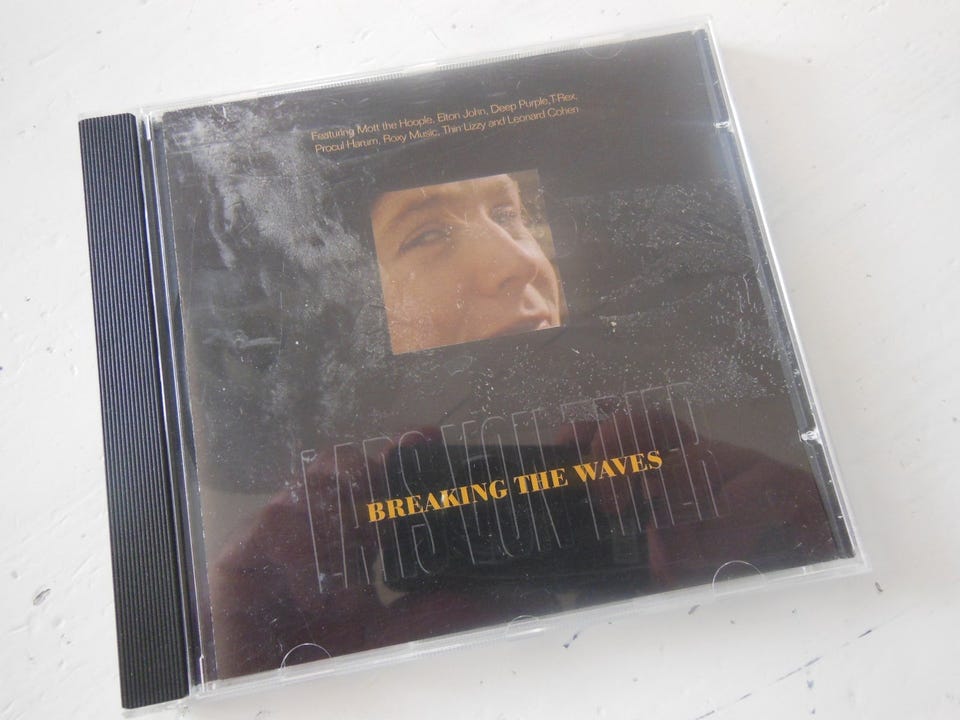 Featuring Mott the Hoople, Elton John, Deep Purple, T.Rex,
Procul Harum, Roxy Music, Thin Lizzy and Leonard Cohen
LARS VON TRIER
BREAKING THE WAVES